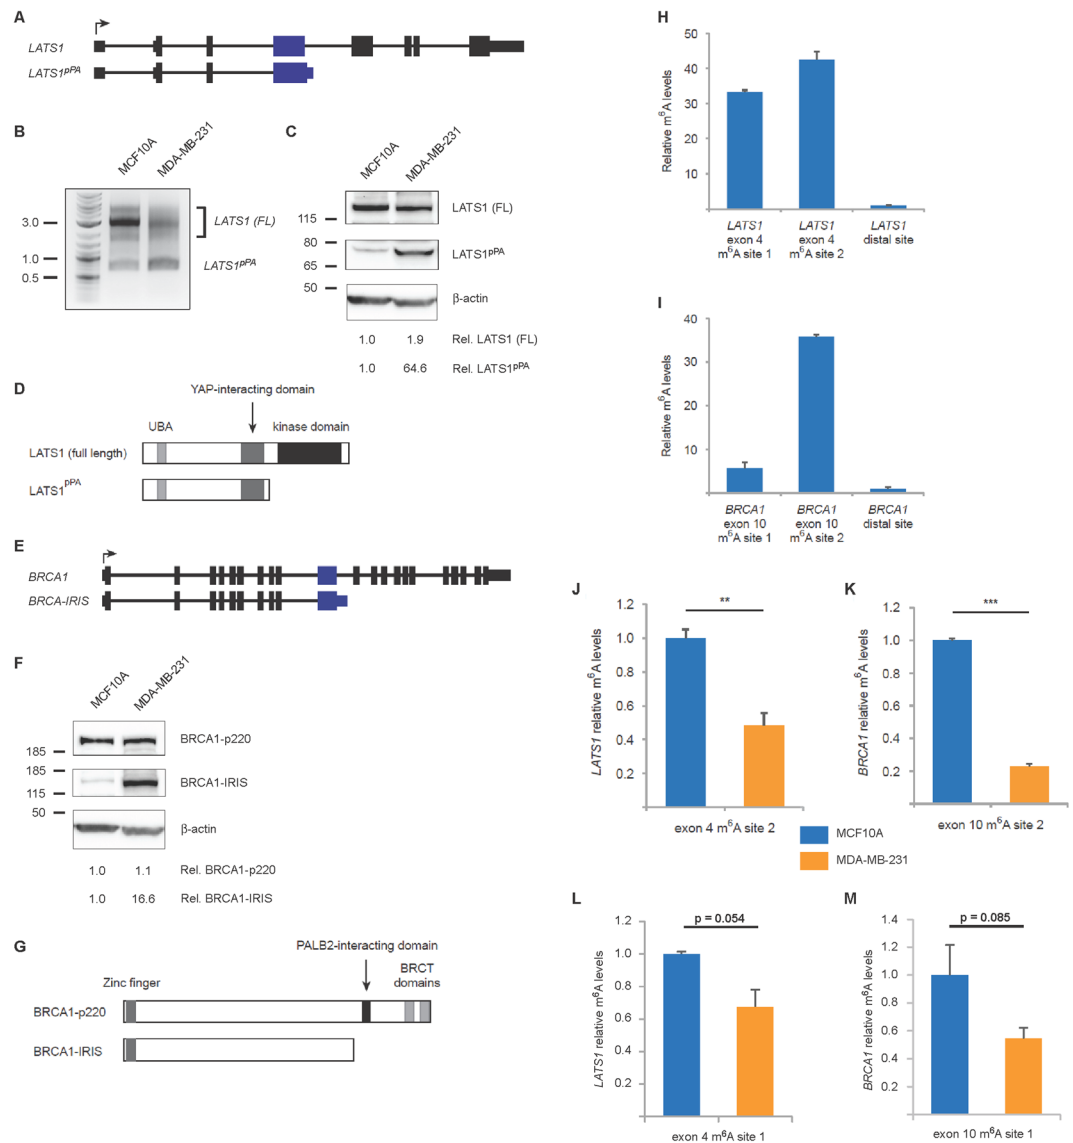 A
LATS1
LATS1pPA
B
MCF10A
MDA-MB-231
3.0
1.0
0.5
LATS1 (FL)
LATS1pPA
C
MCF10A
MDA-MB-231
115
80
65
50
LATS1 (FL)
LATS1pPA
β-actin
1.0 1.9 Rel. LATS1 (FL)
1.0 64.6 Rel. LATS1pPA
D
YAP-interacting domain
UBA
kinase domain
LATS1 (full length)
LATS1pPA
E
BRCA1
BRCA-IRIS
F
MCF10A
MDA-MB-231
185
185
115
50
BRCA1-p220
BRCA1-IRIS
β-actin
1.0 1.1 Rel. BRCA1-p220
1.0 16.6 Rel. BRCA1-IRIS
G
PALB2-interacting domain
Zinc finger
BRCT
domains
BRCA1-p220
BRCA1-IRIS
H
Relative m6A levels
50
40
30
20
10
LATS1
exon 4
m6A site 1
LATS1
exon 4
m6A site 2
LATS1
distal site
I
Relative m6A levels
40
30
20
10
BRCA1
exon 10
m6A site 1
BRCA1
exon 10
m6A site 2
BRCA1
distal site
J
LATS1 relative m6A levels
1.2
1.0
0.8
0.6
0.4
0.2
**
exon 4 m6A site 2
K
BRCA1 relative m6A levels
1.2
1.0
0.8
0.6
0.4
0.2
***
exon 10 m6A site 2
MCF10A
MDA-MB-231
L
LATS1 relative m6A levels
1.2
1.0
0.8
0.6
0.4
0.2
p = 0.054
exon 4 m6A site 1
M
BRCA1 relative m6A levels
1.4
1.2
1.0
0.8
0.6
0.4
0.2
p = 0.085
exon 10 m6A site 1